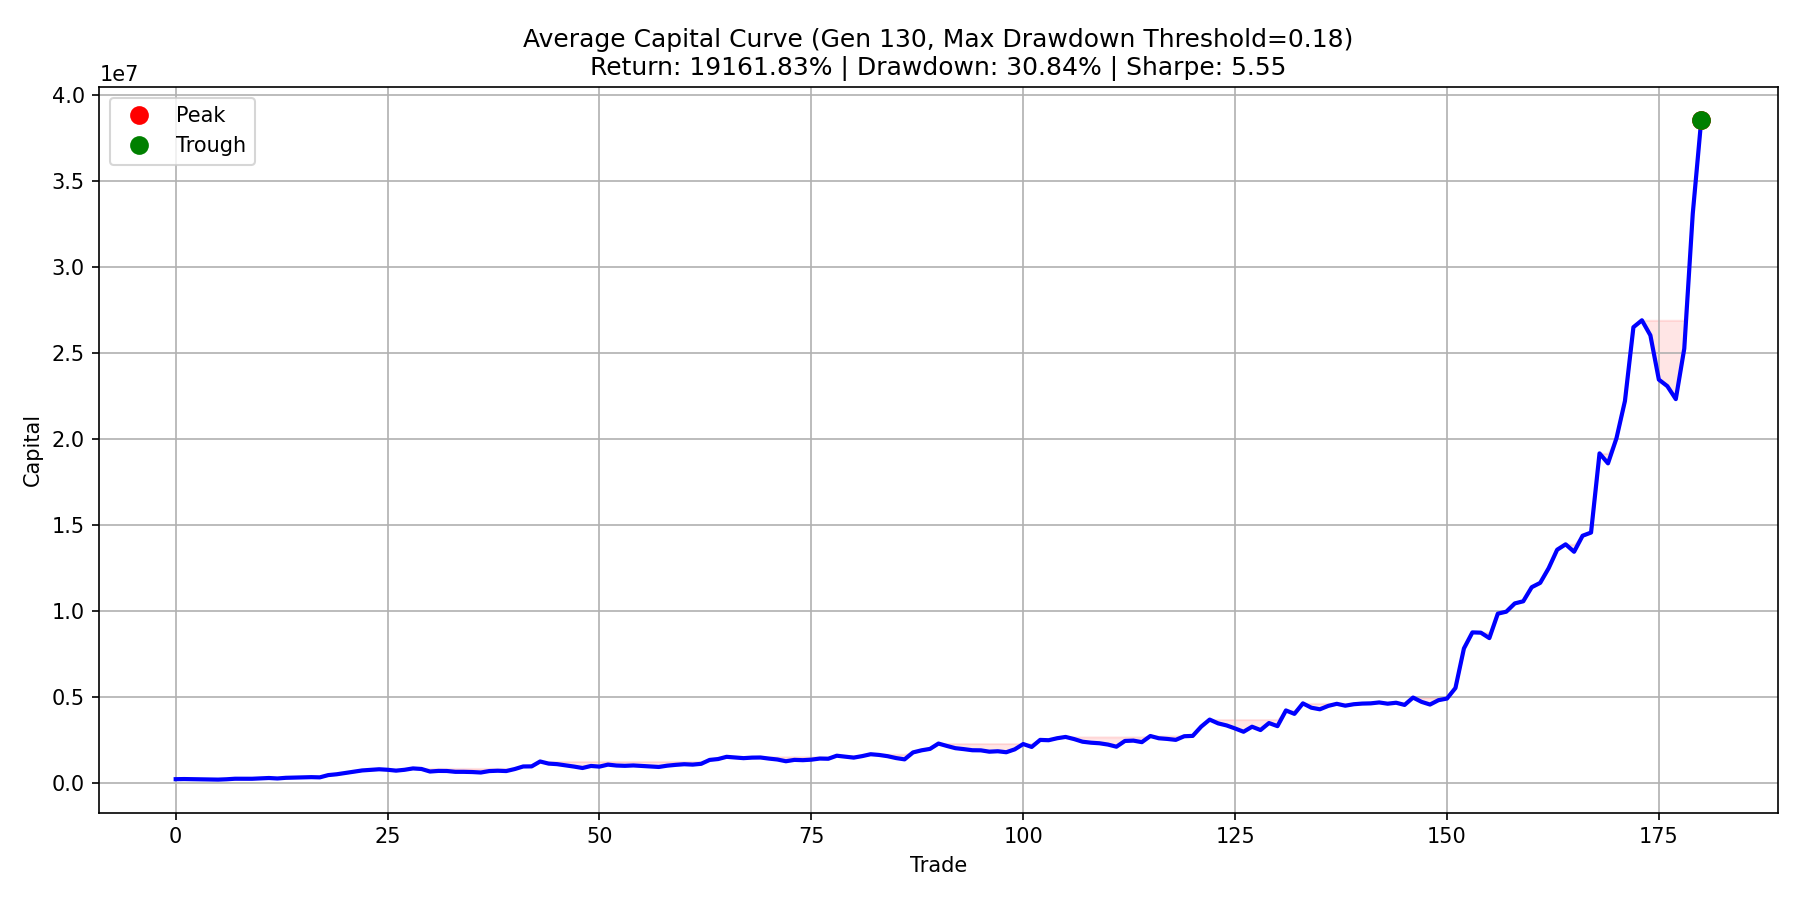 Average Capital Curve (Gen 130, Max Drawdown Threshold=0.18)
Return: 19161.83% | Drawdown: 30.84% | Sharpe: 5.55
1e7
4.0
3.5
3.0
2.5
2.0
1.5
1.0
0.5
0.0
Capital
Peak
Trough
0 25 50 75 100 125 150 175
Trade